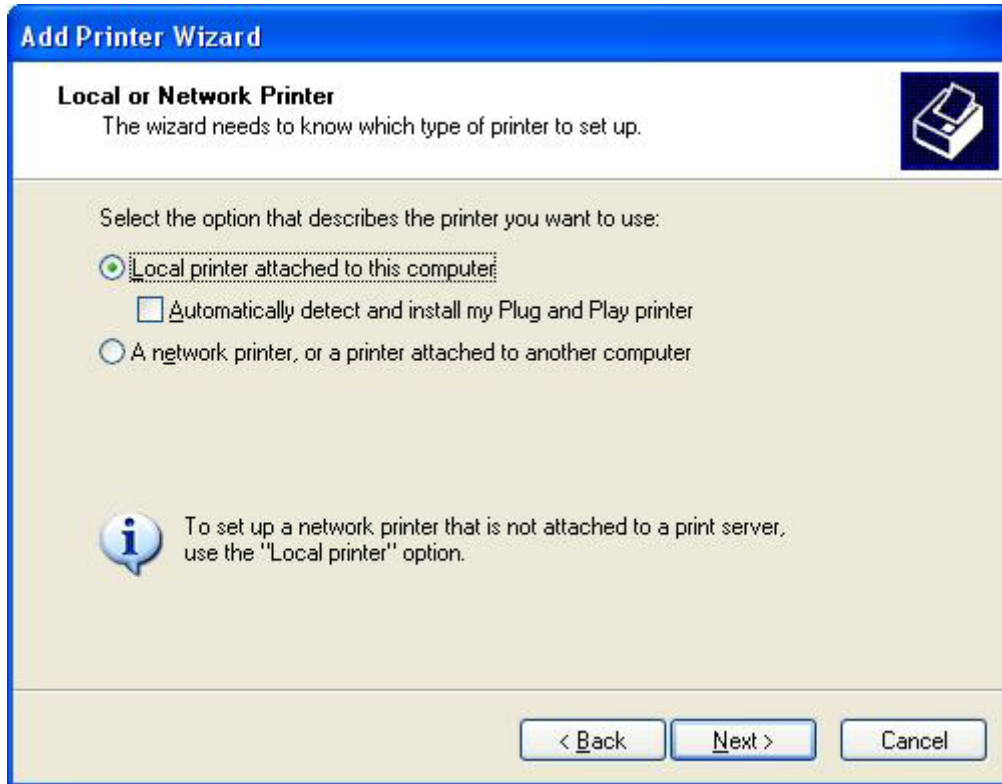 Add Printer Wizard
Local or Network Printer
The wizard needs to know which type of printer to set up.
Select the option that describes the printer you want to use:
Local printer attached to this computer
Automatically detect and install my Plug and Play printer
A network printer, or a printer attached to another computer
To set up a network printer that is not attached to a print server,
use the "Local printer" option.
< Back
Next >
Cancel